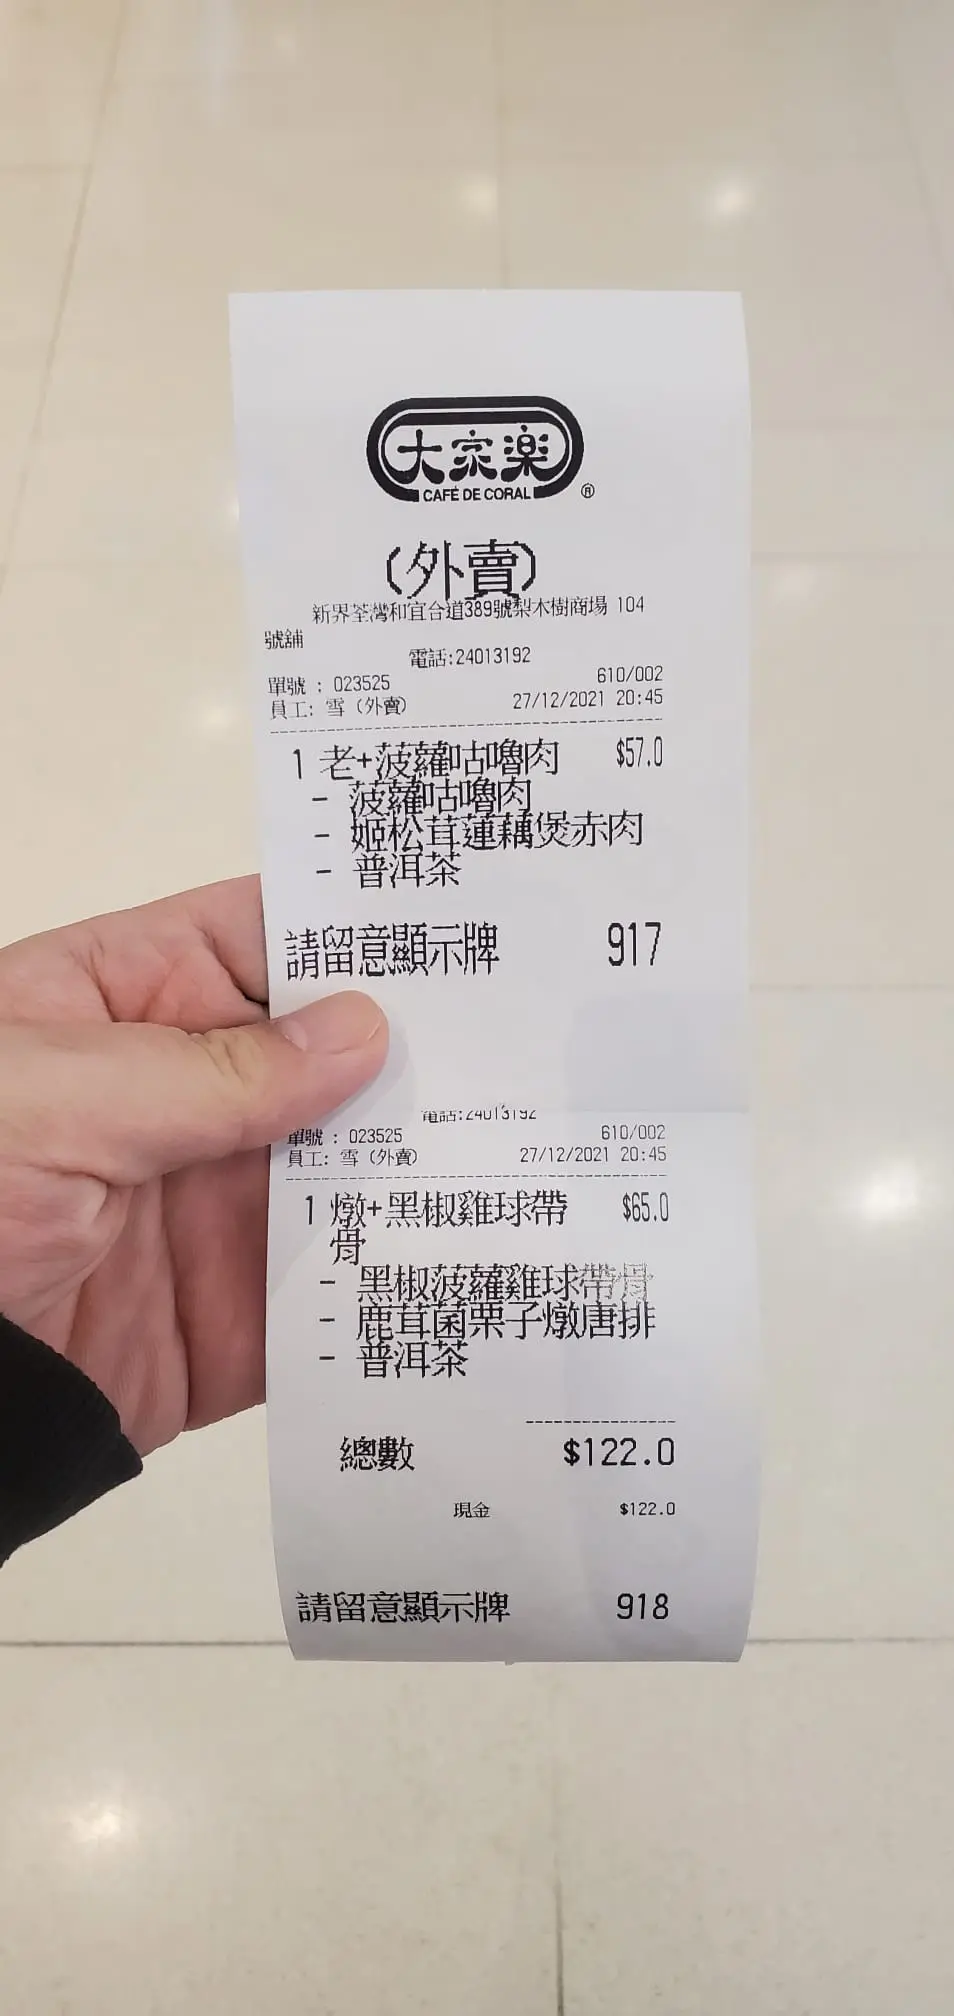 大家楽
CAFÉ DE CORAL ®
(外賣)
新界荃灣和宜合道389號梨木樹商場 104
號舖
電話:24013192
單號 : 023525 610/002
員工: 雪 (外賣) 27/12/2021 20:45
1 老+菠蘿咕嚕肉 $57.0
- 菠蘿咕嚕肉
- 姬松茸蓮藕煲赤肉
- 普洱茶
請留意顯示牌 917
電話:24013192
單號 : 023525 610/002
員工: 雪 (外賣) 27/12/2021 20:45
1 燉+黑椒雞球帶 $65.0
骨
- 黑椒菠蘿雞球帶骨
- 鹿茸菌栗子燉唐排
- 普洱茶
總數 $122.0
現金 $122.0
請留意顯示牌 918